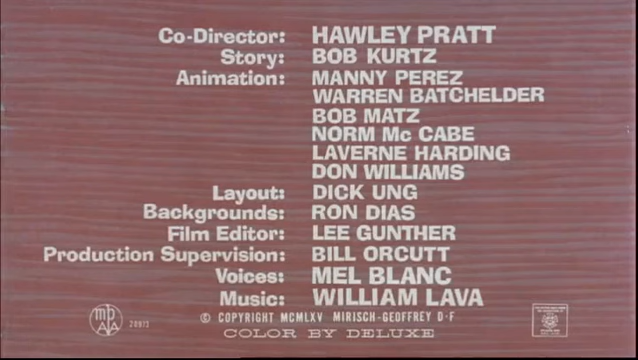 Co-Director: HAWLEY PRATT
Story: BOB KURTZ
Animation: MANNY PEREZ
WARREN BATCHELDER
BOB MATZ
NORM Mc CABE
LAVERNE HARDING
DON WILLIAMS
Layout: DICK UNG
Backgrounds: RON DIAS
Film Editor: LEE GUNTHER
Production Supervision: BILL ORCUTT
Voices: MEL BLANC
Music: WILLIAM LAVA
© COPYRIGHT MCMLXV MIRISCH-GEOFFREY D·F
COLOR BY DELUXE